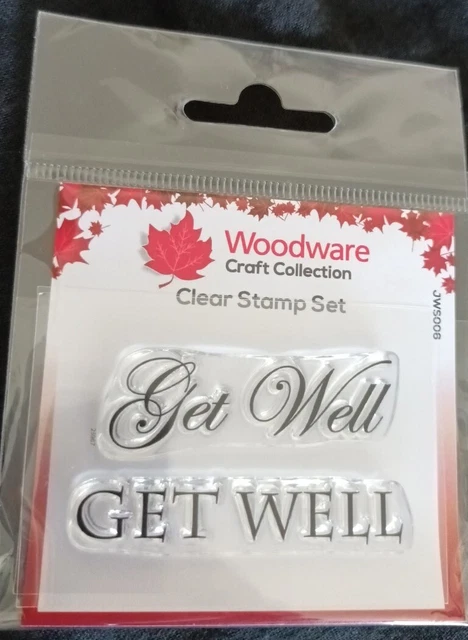 Woodware
Craft Collection
Clear Stamp Set
JWS006
Get Well
GET WELL